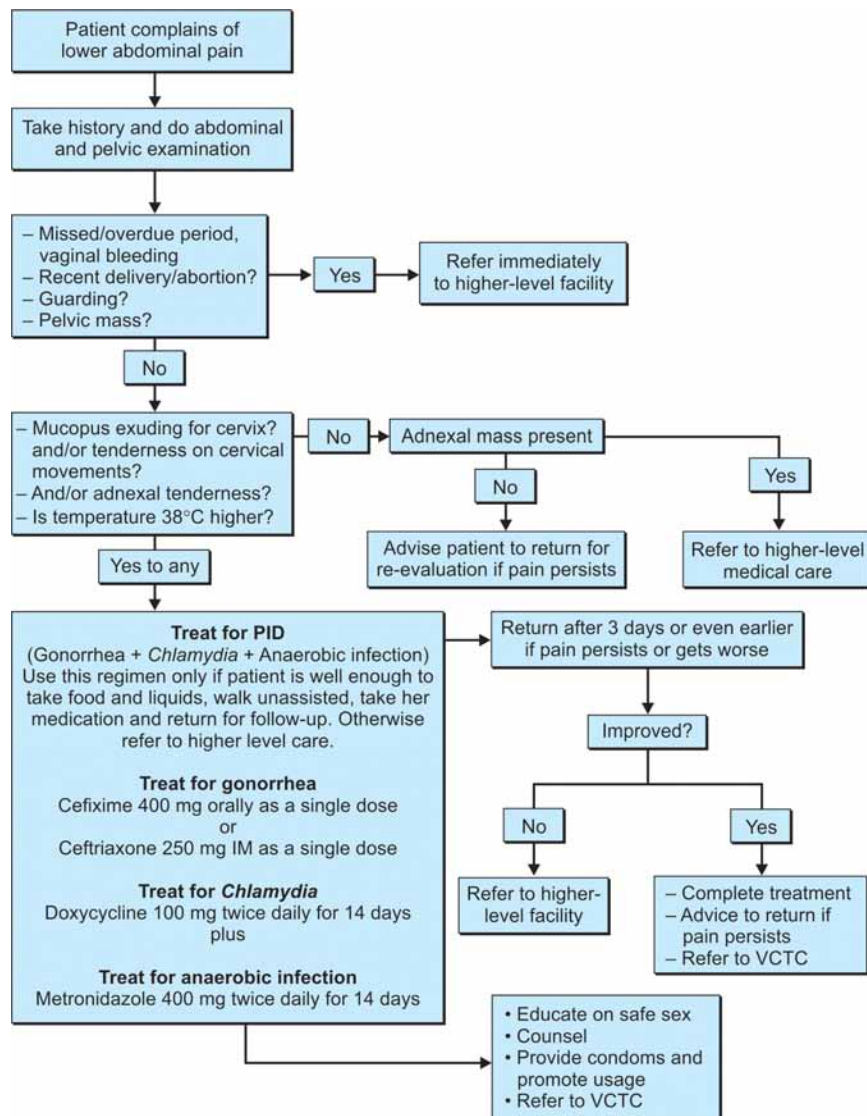 Patient complains of
lower abdominal pain
Take history and do abdominal
and pelvic examination
– Missed/overdue period,
vaginal bleeding
– Recent delivery/abortion?
– Guarding?
– Pelvic mass?
Yes
Refer immediately
to higher-level facility
No
– Mucopus exuding for cervix?
and/or tenderness on cervical
movements?
– And/or adnexal tenderness?
– Is temperature 38°C higher?
No
Adnexal mass present
No
Yes
Advise patient to return for
re-evaluation if pain persists
Refer to higher-level
medical care
Yes to any
Treat for PID
(Gonorrhea + Chlamydia + Anaerobic infection)
Use this regimen only if patient is well enough to
take food and liquids, walk unassisted, take her
medication and return for follow-up. Otherwise
refer to higher level care.
Treat for gonorrhea
Cefixime 400 mg orally as a single dose
or
Ceftriaxone 250 mg IM as a single dose
Treat for Chlamydia
Doxycycline 100 mg twice daily for 14 days
plus
Treat for anaerobic infection
Metronidazole 400 mg twice daily for 14 days
Return after 3 days or even earlier
if pain persists or gets worse
Improved?
No
Yes
Refer to higher-
level facility
– Complete treatment
– Advice to return if
pain persists
– Refer to VCTC
• Educate on safe sex
• Counsel
• Provide condoms and
promote usage
• Refer to VCTC